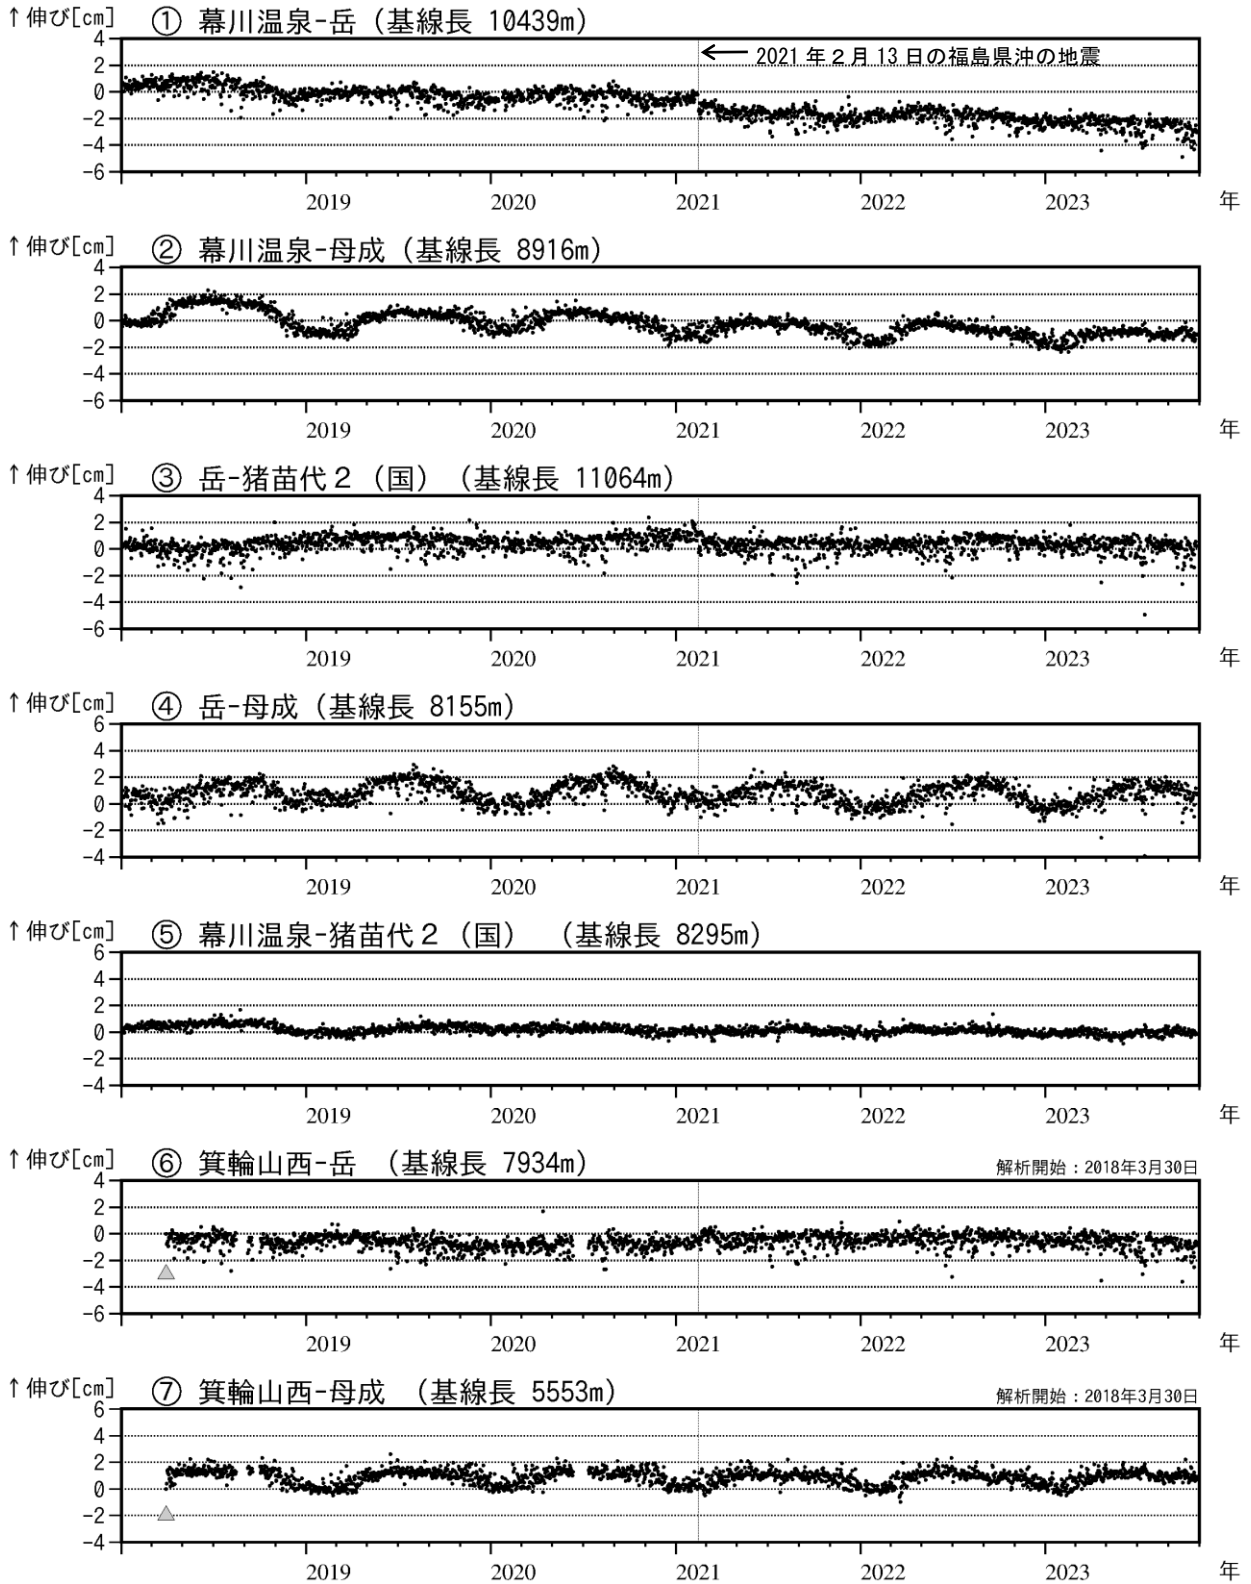 ↑伸び[cm] ① 幕川温泉-岳（基線長 10439m）
4
2
0
-2
-4
-6
← 2021年2月13日の福島県沖の地震
2019 2020 2021 2022 2023 年
↑伸び[cm] ② 幕川温泉-母成（基線長 8916m）
4
2
0
-2
-4
-6
2019 2020 2021 2022 2023 年
↑伸び[cm] ③ 岳-猪苗代2（国）（基線長 11064m）
4
2
0
-2
-4
-6
2019 2020 2021 2022 2023 年
↑伸び[cm] ④ 岳-母成（基線長 8155m）
6
4
2
0
-2
-4
2019 2020 2021 2022 2023 年
↑伸び[cm] ⑤ 幕川温泉-猪苗代2（国） （基線長 8295m）
6
4
2
0
-2
-4
2019 2020 2021 2022 2023 年
↑伸び[cm] ⑥ 箕輪山西-岳 （基線長 7934m） 解析開始：2018年3月30日
4
2
0
-2
-4
-6
2019 2020 2021 2022 2023 年
↑伸び[cm] ⑦ 箕輪山西-母成 （基線長 5553m） 解析開始：2018年3月30日
6
4
2
0
-2
-4
2019 2020 2021 2022 2023 年